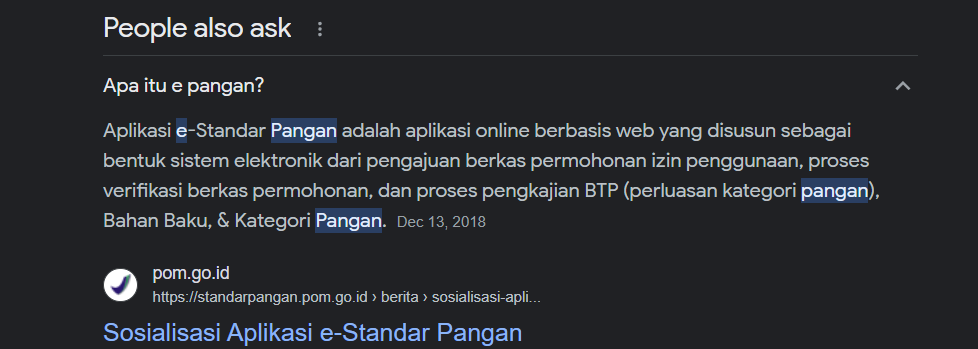 People also ask
Apa itu e pangan?
Aplikasi e-Standar Pangan adalah aplikasi online berbasis web yang disusun sebagai
bentuk sistem elektronik dari pengajuan berkas permohonan izin penggunaan, proses
verifikasi berkas permohonan, dan proses pengkajian BTP (perluasan kategori pangan),
Bahan Baku, & Kategori Pangan. Dec 13, 2018
pom.go.id
https://standarpangan.pom.go.id › berita › sosialisasi-apli...
Sosialisasi Aplikasi e-Standar Pangan